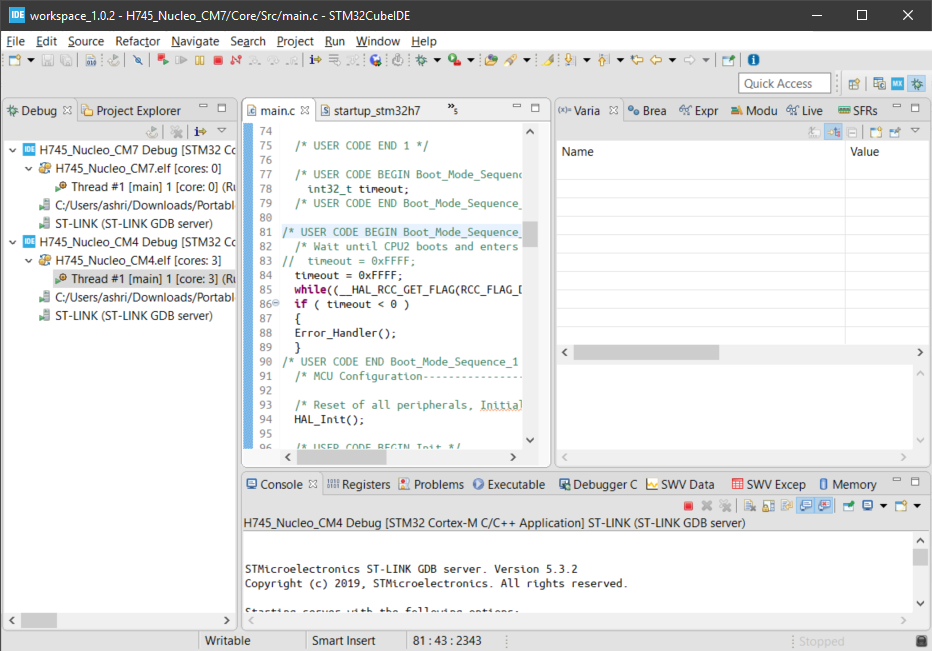 IDE workspace_1.0.2 - H745_Nucleo_CM7/Core/Src/main.c - STM32CubeIDE
File Edit Source Refactor Navigate Search Project Run Window Help
Quick Access
Debug Project Explorer
H745_Nucleo_CM7 Debug [STM32 Co
H745_Nucleo_CM7.elf [cores: 0]
Thread #1 [main] 1 [core: 0] (Ru
C:/Users/ashri/Downloads/Portabl
ST-LINK (ST-LINK GDB server)
H745_Nucleo_CM4 Debug [STM32 Co
H745_Nucleo_CM4.elf [cores: 3]
Thread #1 [main] 1 [core: 3] (Ru
C:/Users/ashri/Downloads/Portabl
ST-LINK (ST-LINK GDB server)
main.c startup_stm32h7 »5
74
75 /* USER CODE END 1 */
76
77 /* USER CODE BEGIN Boot_Mode_Sequenc
78 int32_t timeout;
79 /* USER CODE END Boot_Mode_Sequence_
80
81 /* USER CODE BEGIN Boot_Mode_Sequence_
82 /* Wait until CPU2 boots and enters
83 // timeout = 0xFFFF;
84 timeout = 0xFFFF;
85 while((__HAL_RCC_GET_FLAG(RCC_FLAG_D
86 if ( timeout < 0 )
87 {
88 Error_Handler();
89 }
90 /* USER CODE END Boot_Mode_Sequence_1
91 /* MCU Configuration----------------
92
93 /* Reset of all peripherals, Initial
94 HAL_Init();
95
96 /* USER CODE BEGIN Init */
(x)= Varia Brea Expr Modu Live SFRs
Name Value
Console Registers Problems Executable Debugger C SWV Data SWV Excep Memory
H745_Nucleo_CM4 Debug [STM32 Cortex-M C/C++ Application] ST-LINK (ST-LINK GDB server)
STMicroelectronics ST-LINK GDB server. Version 5.3.2
Copyright (c) 2019, STMicroelectronics. All rights reserved.
Starting server with the following options:
Writable Smart Insert 81 : 43 : 2343 Stopped